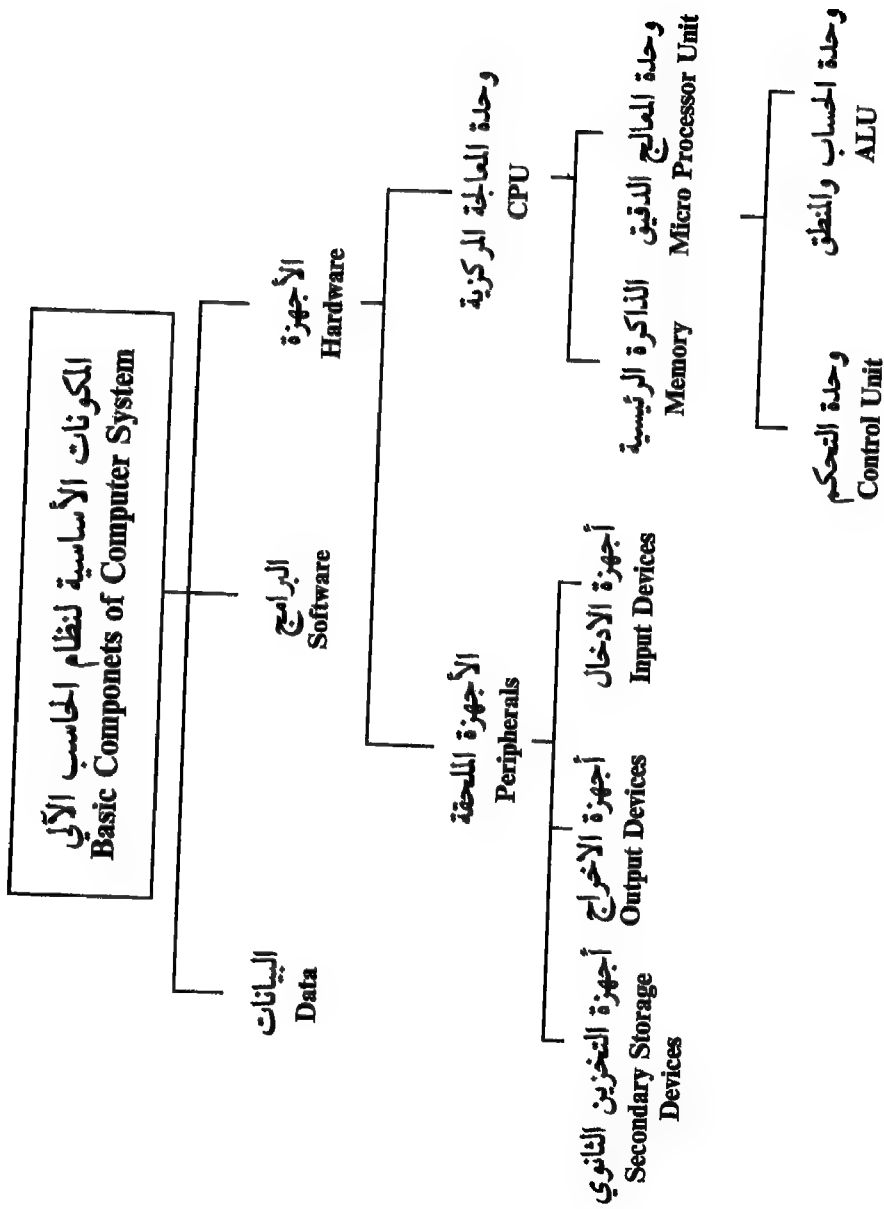 المكونات الأساسية لنظام الحاسب الآلي
Basic Componets of Computer System
الأجهزة
Hardware
البرامج
Software
البيانات
Data
وحدة المعالجة المركزية
CPU
الأجهزة الملحقة
Peripherals
وحدة المعالج الدقيق
Micro Processor Unit
الذاكرة الرئيسية
Memory
أجهزة الادخال
Input Devices
أجهزة الاخراج
Output Devices
أجهزة التخزين الثانوي
Secondary Storage
Devices
وحدة الحساب والمنطق
ALU
وحدة التحكم
Control Unit